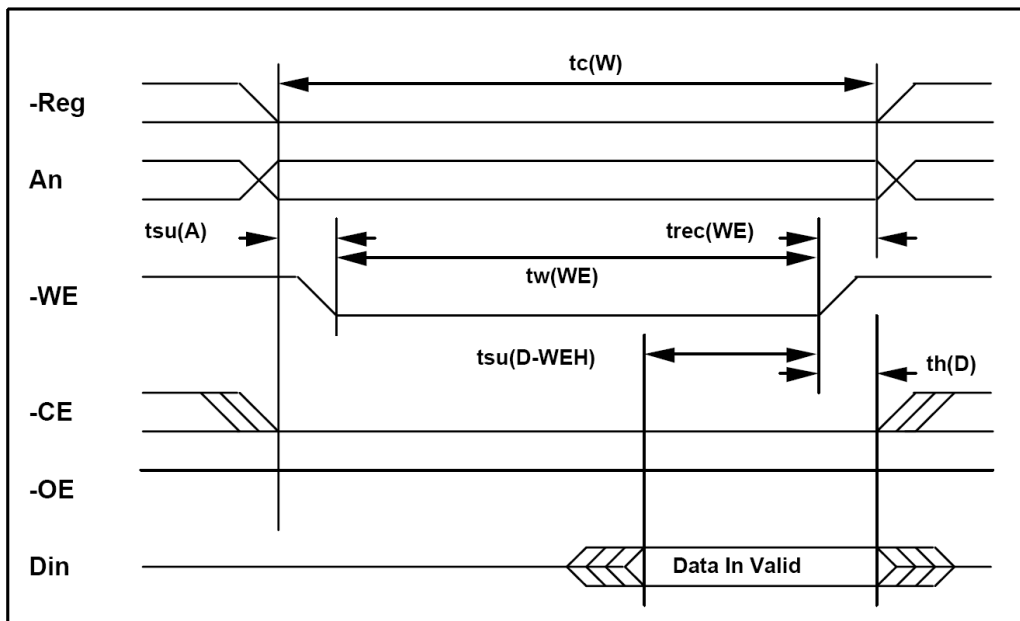 tc(W)
-Reg
An
tsu(A)
trec(WE)
tw(WE)
-WE
tsu(D-WEH)
th(D)
-CE
-OE
Din
Data In Valid